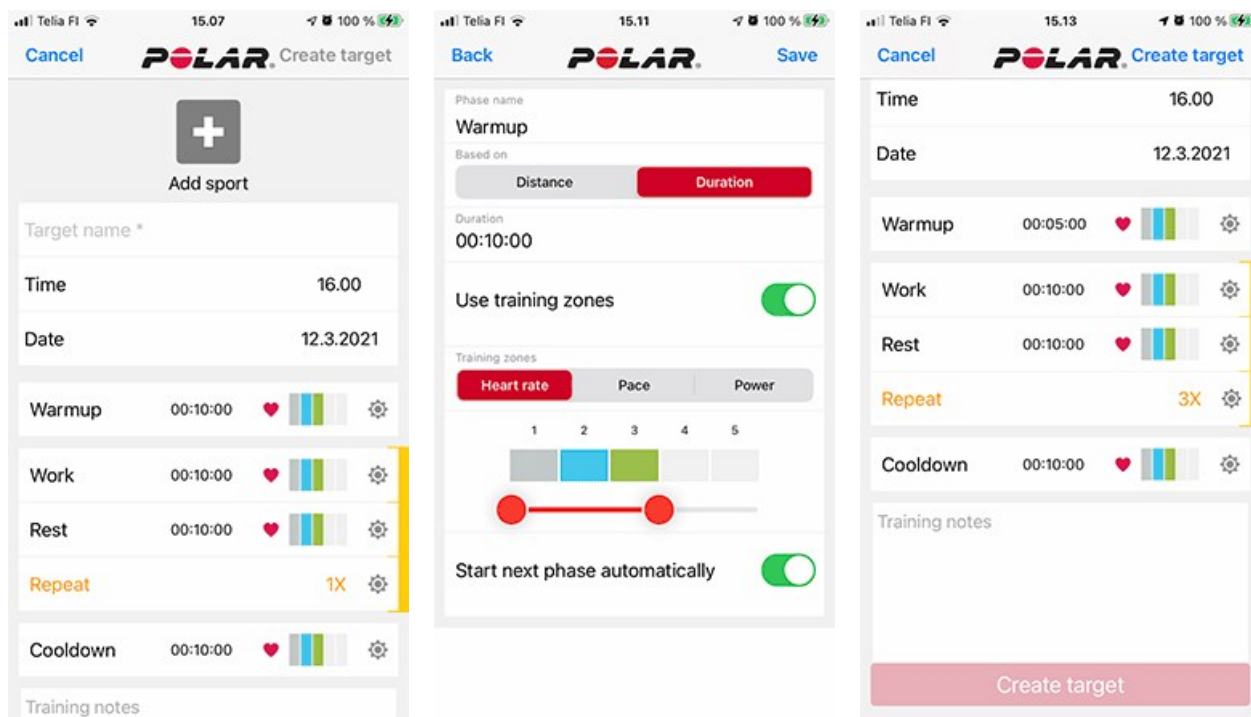 Telia FI 15.07 100 %
Cancel POLAR. Create target
Add sport
Target name *
Time 16.00
Date 12.3.2021
Warmup 00:10:00
Work 00:10:00
Rest 00:10:00
Repeat 1X
Cooldown 00:10:00
Training notes
Telia FI 15.11 100 %
Back POLAR. Save
Phase name
Warmup
Based on
Distance Duration
Duration
00:10:00
Use training zones
Training zones
Heart rate Pace Power
1 2 3 4 5
Start next phase automatically
Telia FI 15.13 100 %
Cancel POLAR. Create target
Time 16.00
Date 12.3.2021
Warmup 00:05:00
Work 00:10:00
Rest 00:10:00
Repeat 3X
Cooldown 00:10:00
Training notes
Create target